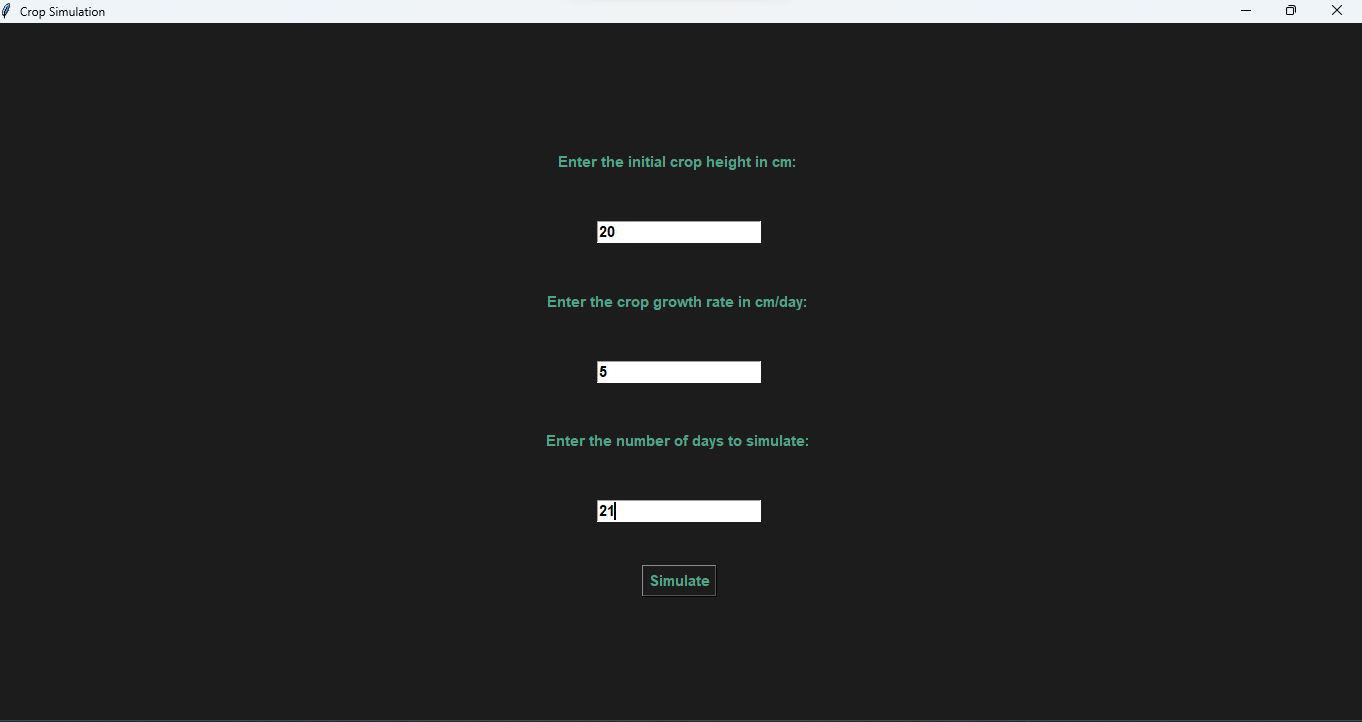 Crop Simulation
Enter the initial crop height in cm:
20
Enter the crop growth rate in cm/day:
5
Enter the number of days to simulate:
21
Simulate